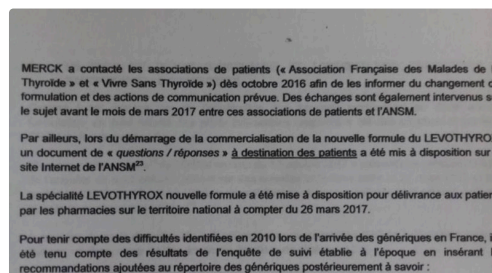 MERCK a contacté les associations de patients (« Association Française des Malades de
Thyroïde » et « Vivre Sans Thyroïde ») dès octobre 2016 afin de les informer du changement
formulation et des actions de communication prévue. Des échanges sont également intervenus
le sujet avant le mois de mars 2017 entre ces associations de patients et l'ANSM.
Par ailleurs, lors du démarrage de la commercialisation de la nouvelle formule du LEVOTHYRO
un document de « questions / réponses » à destination des patients a été mis à disposition sur
site Internet de l'ANSM23.
La spécialité LEVOTHYROX nouvelle formule a été mise à disposition pour délivrance aux patien
par les pharmacies sur le territoire national à compter du 26 mars 2017.
Pour tenir compte des difficultés identifiées en 2010 lors de l'arrivée des génériques en France,
été tenu compte des résultats de l'enquête de suivi établie à l'époque en insérant
recommandations ajoutées au répertoire des génériques postérieurement à savoir :